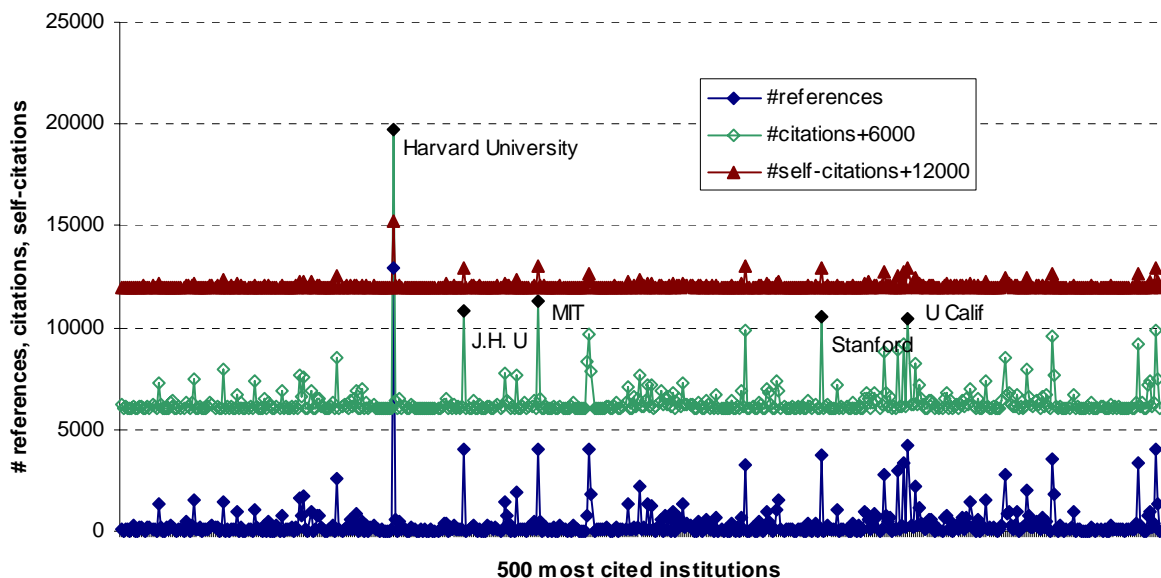 25000
20000
15000
10000
5000
0
# references, citations, self-citations
#references
#citations+6000
#self-citations+12000
Harvard University
J.H. U
MIT
Stanford
U Calif
500 most cited institutions